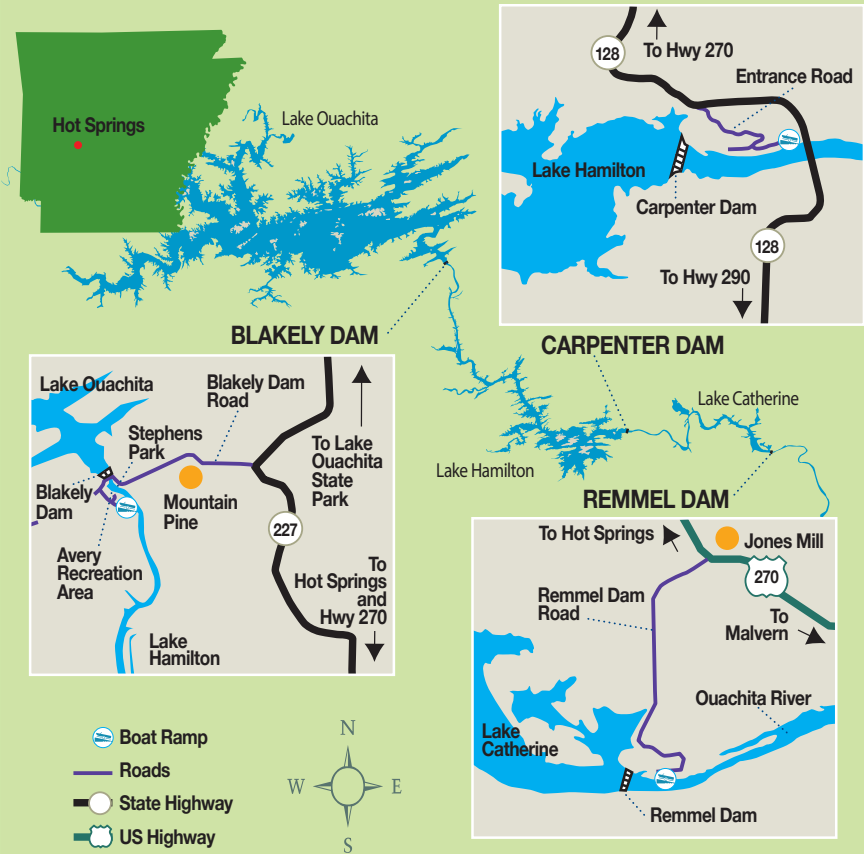 Hot Springs
Lake Ouachita
BLAKELY DAM
CARPENTER DAM
Lake Hamilton
Lake Catherine
REMMEL DAM
128
To Hwy 270
Entrance Road
Lake Hamilton
Carpenter Dam
128
To Hwy 290
Lake Ouachita
Blakely Dam
Road
Stephens
Park
To Lake
Ouachita
State
Park
Blakely
Dam
Mountain
Pine
227
Avery
Recreation
Area
To
Hot Springs
and
Hwy 270
Lake
Hamilton
To Hot Springs
Jones Mill
270
Remmel Dam
Road
To
Malvern
Ouachita River
Lake
Catherine
Remmel Dam
Boat Ramp
Roads
State Highway
US Highway
N
W
E
S